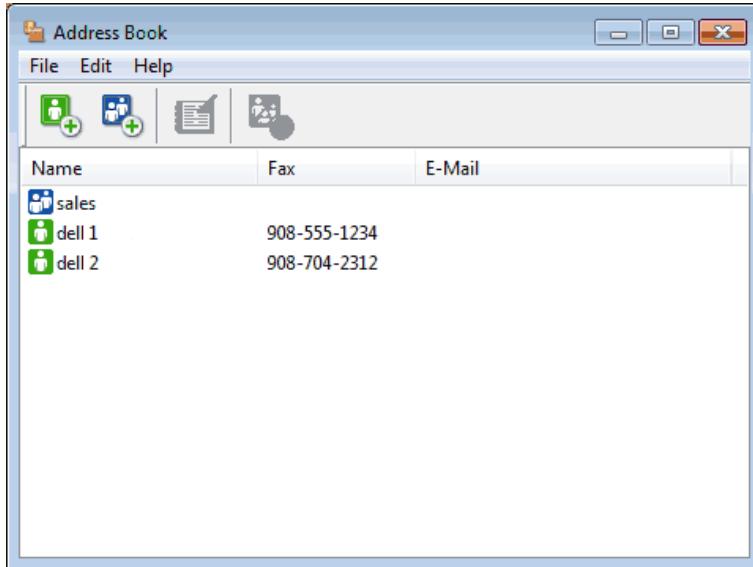 Address Book
File Edit Help
Name Fax E-Mail
sales
dell 1 908-555-1234
dell 2 908-704-2312